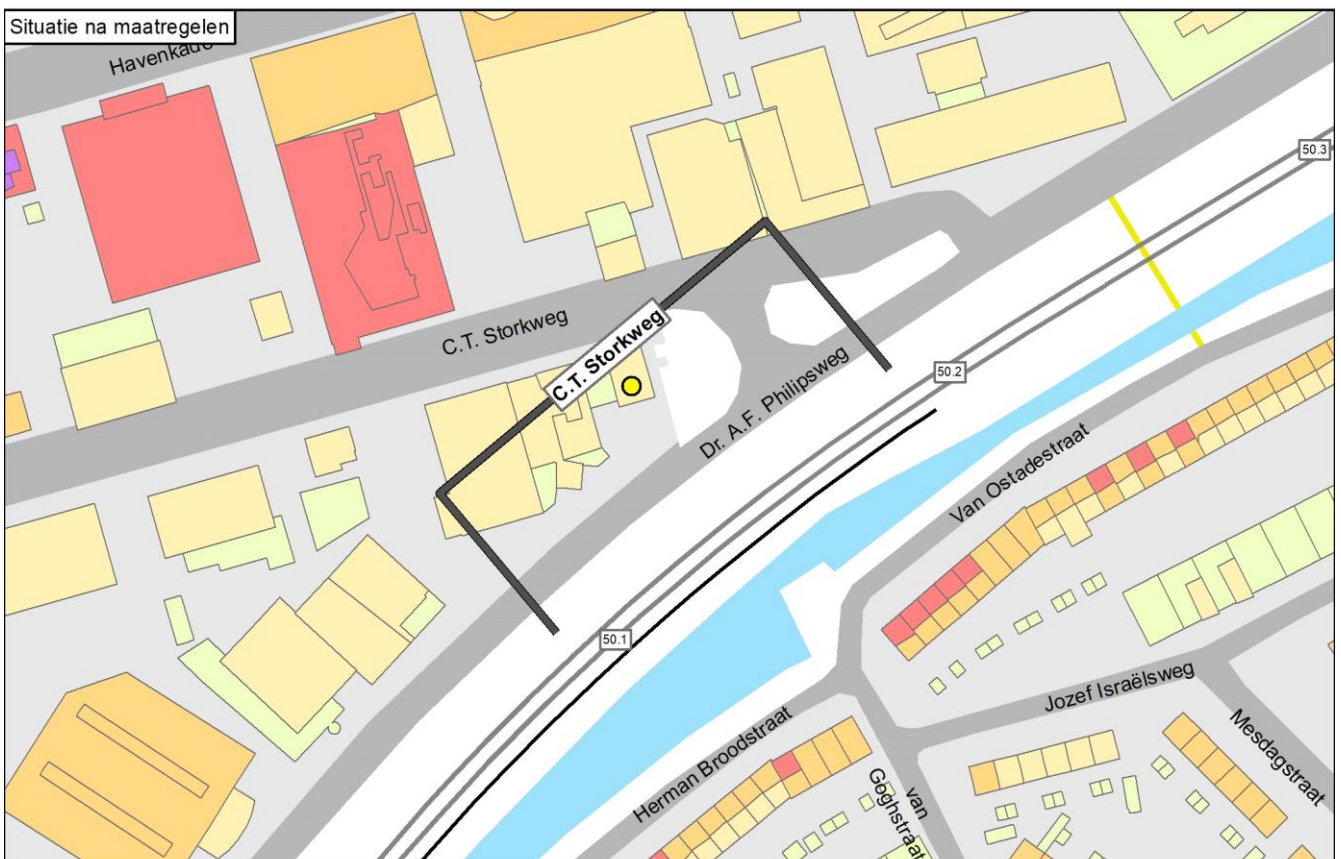 Situatie na maatregelen
Havenkade
50.3
C.T. Storkweg
C.T. Storkweg
50.2
Dr. A.F. Philipsweg
Van Ostadestraat
50.1
Jozef Israëlsweg
Mesdagstraat
Herman Broodstraat
van
Goghstraat